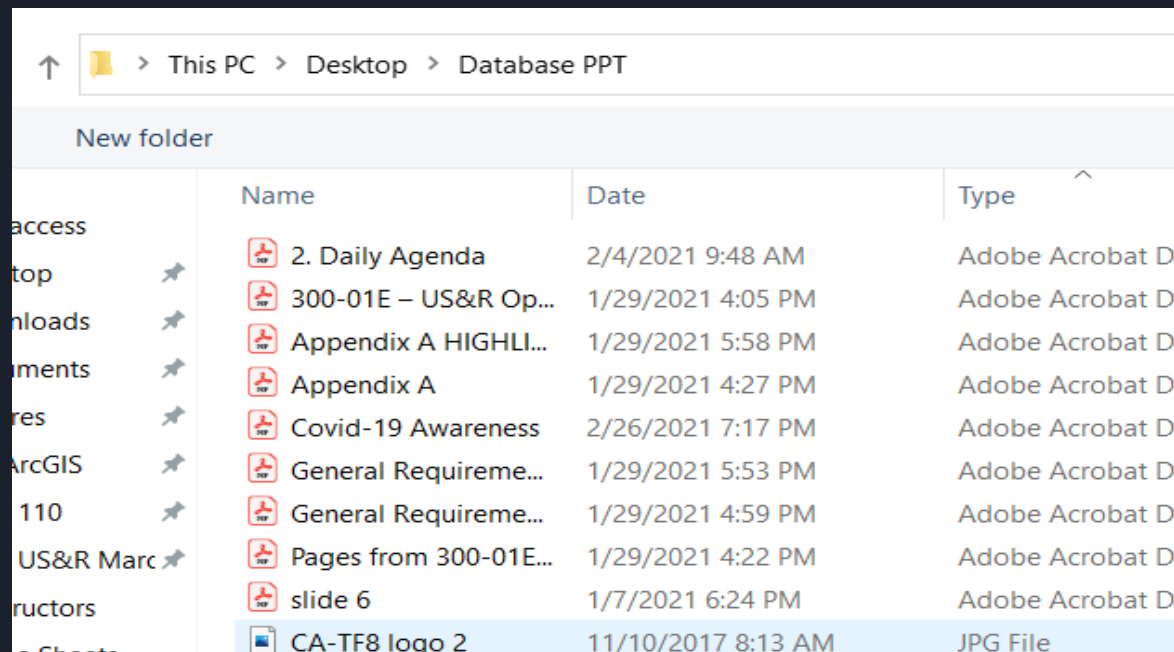 This PC > Desktop > Database PPT
New folder
Name Date Type
access
top
nloads
uments
res
ArcGIS
110
US&R Marc
ructors
2. Daily Agenda 2/4/2021 9:48 AM Adobe Acrobat D
300-01E – US&R Op... 1/29/2021 4:05 PM Adobe Acrobat D
Appendix A HIGHLI... 1/29/2021 5:58 PM Adobe Acrobat D
Appendix A 1/29/2021 4:27 PM Adobe Acrobat D
Covid-19 Awareness 2/26/2021 7:17 PM Adobe Acrobat D
General Requireme... 1/29/2021 5:53 PM Adobe Acrobat D
General Requireme... 1/29/2021 4:59 PM Adobe Acrobat D
Pages from 300-01E... 1/29/2021 4:22 PM Adobe Acrobat D
slide 6 1/7/2021 6:24 PM Adobe Acrobat D
CA-TF8 logo 2 11/10/2017 8:13 AM JPG File